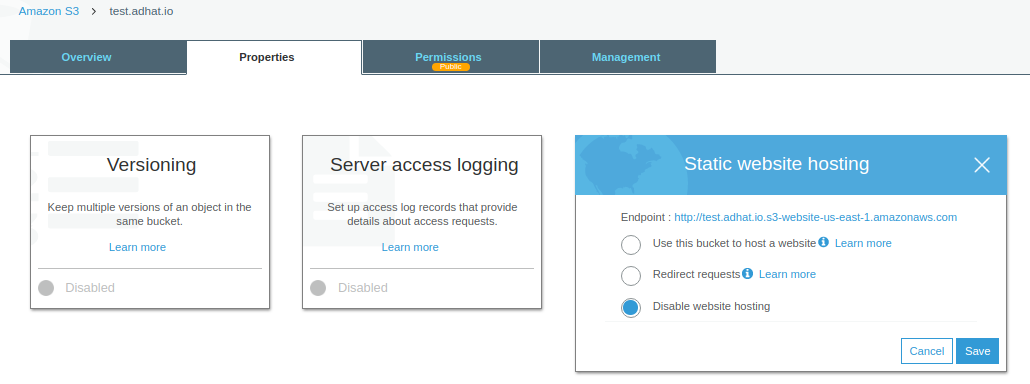 Amazon S3 > test.adhat.io
Overview
Properties
Permissions
Public
Management
Versioning
Keep multiple versions of an object in the
same bucket.
Learn more
Disabled
Server access logging
Set up access log records that provide
details about access requests.
Learn more
Disabled
Static website hosting
Endpoint : http://test.adhat.io.s3-website-us-east-1.amazonaws.com
Use this bucket to host a website Learn more
Redirect requests Learn more
Disable website hosting
Cancel
Save